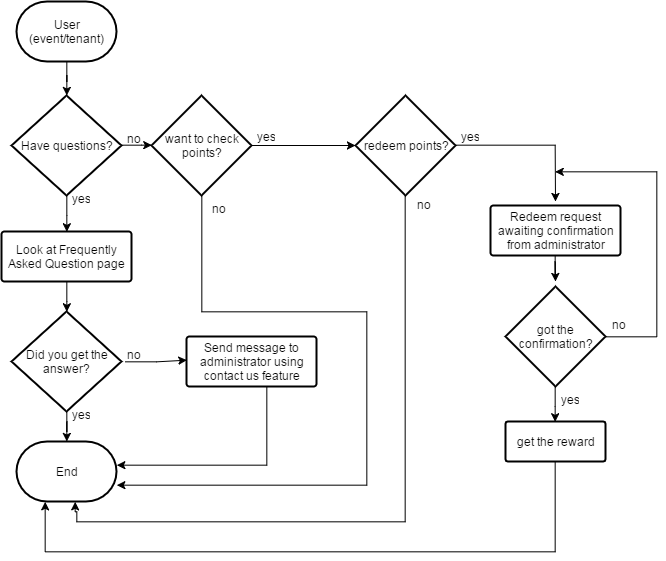 User
(event/tenant)
Have questions?
no
want to check
points?
yes
redeem points?
yes
yes
no
no
Redeem request
awaiting confirmation
from administrator
Look at Frequently
Asked Question page
got the
confirmation?
no
Did you get the
answer?
no
Send message to
administrator using
contact us feature
yes
yes
get the reward
End